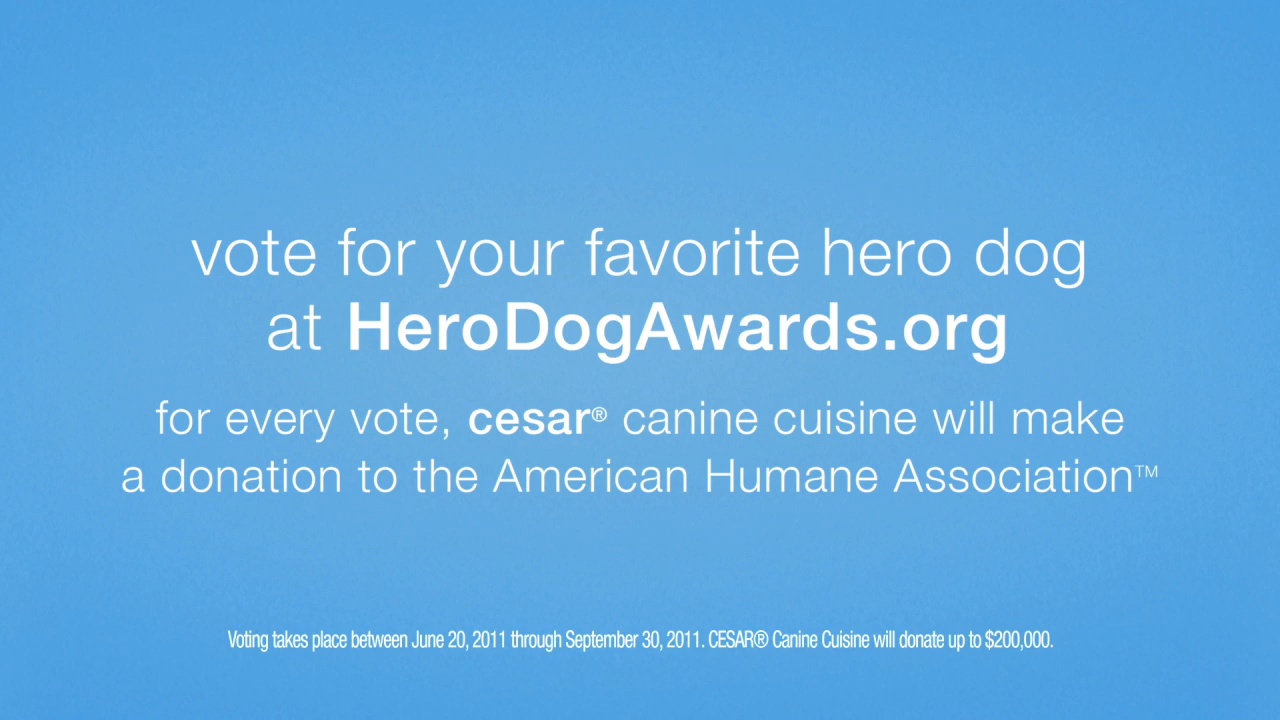 vote for your favorite hero dog
at HeroDogAwards.org
for every vote, cesar® canine cuisine will make
a donation to the American Humane Association™
Voting takes place between June 20, 2011 through September 30, 2011. CESAR® Canine Cuisine will donate up to $200,000.